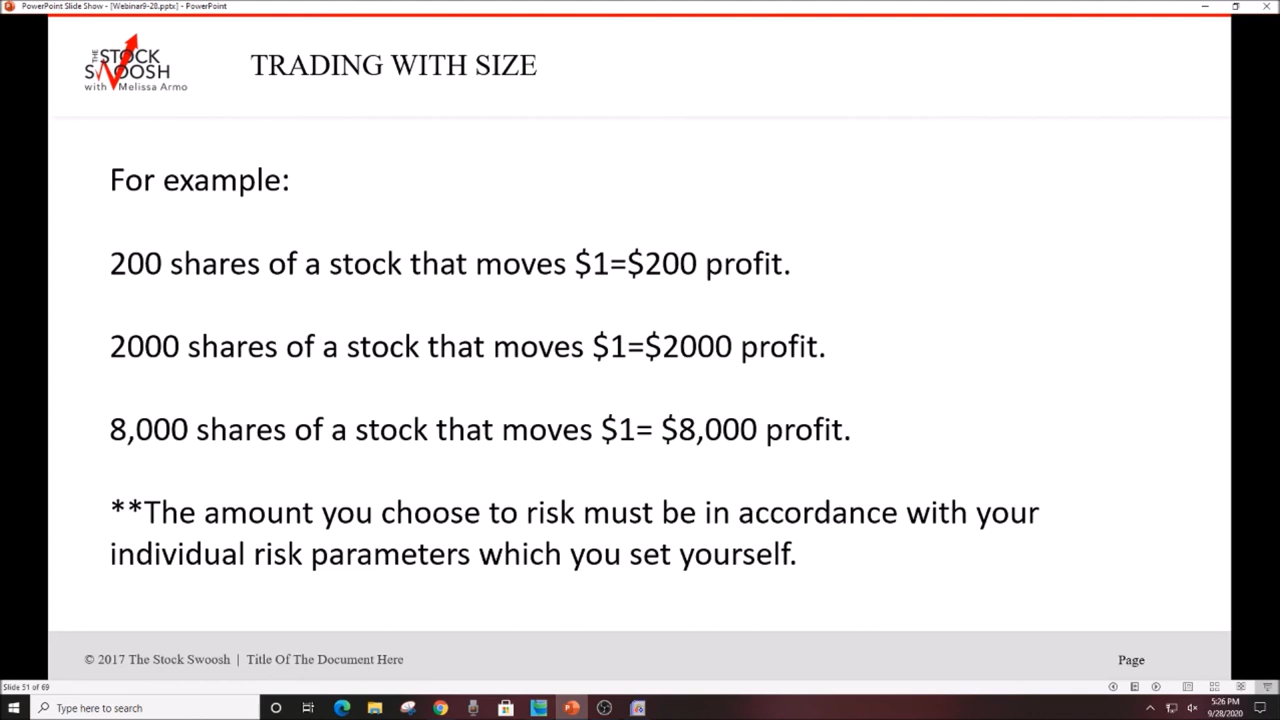 PowerPoint Slide Show - [Webinar9-28.pptx] - PowerPoint
THE
STOCK
SWOOSH
with Melissa Armo
TRADING WITH SIZE
For example:
200 shares of a stock that moves $1=$200 profit.
2000 shares of a stock that moves $1=$2000 profit.
8,000 shares of a stock that moves $1= $8,000 profit.
**The amount you choose to risk must be in accordance with your
individual risk parameters which you set yourself.
© 2017 The Stock Swoosh | Title Of The Document Here
Page
Slide 51 of 69
Type here to search
5:26 PM
9/28/2020